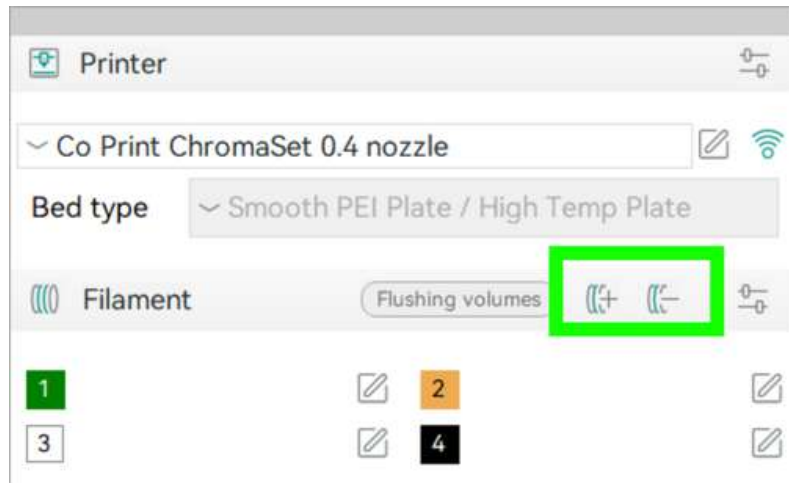 Printer
Co Print ChromaSet 0.4 nozzle
Bed type Smooth PEI Plate / High Temp Plate
Filament Flushing volumes
1 2
3 4